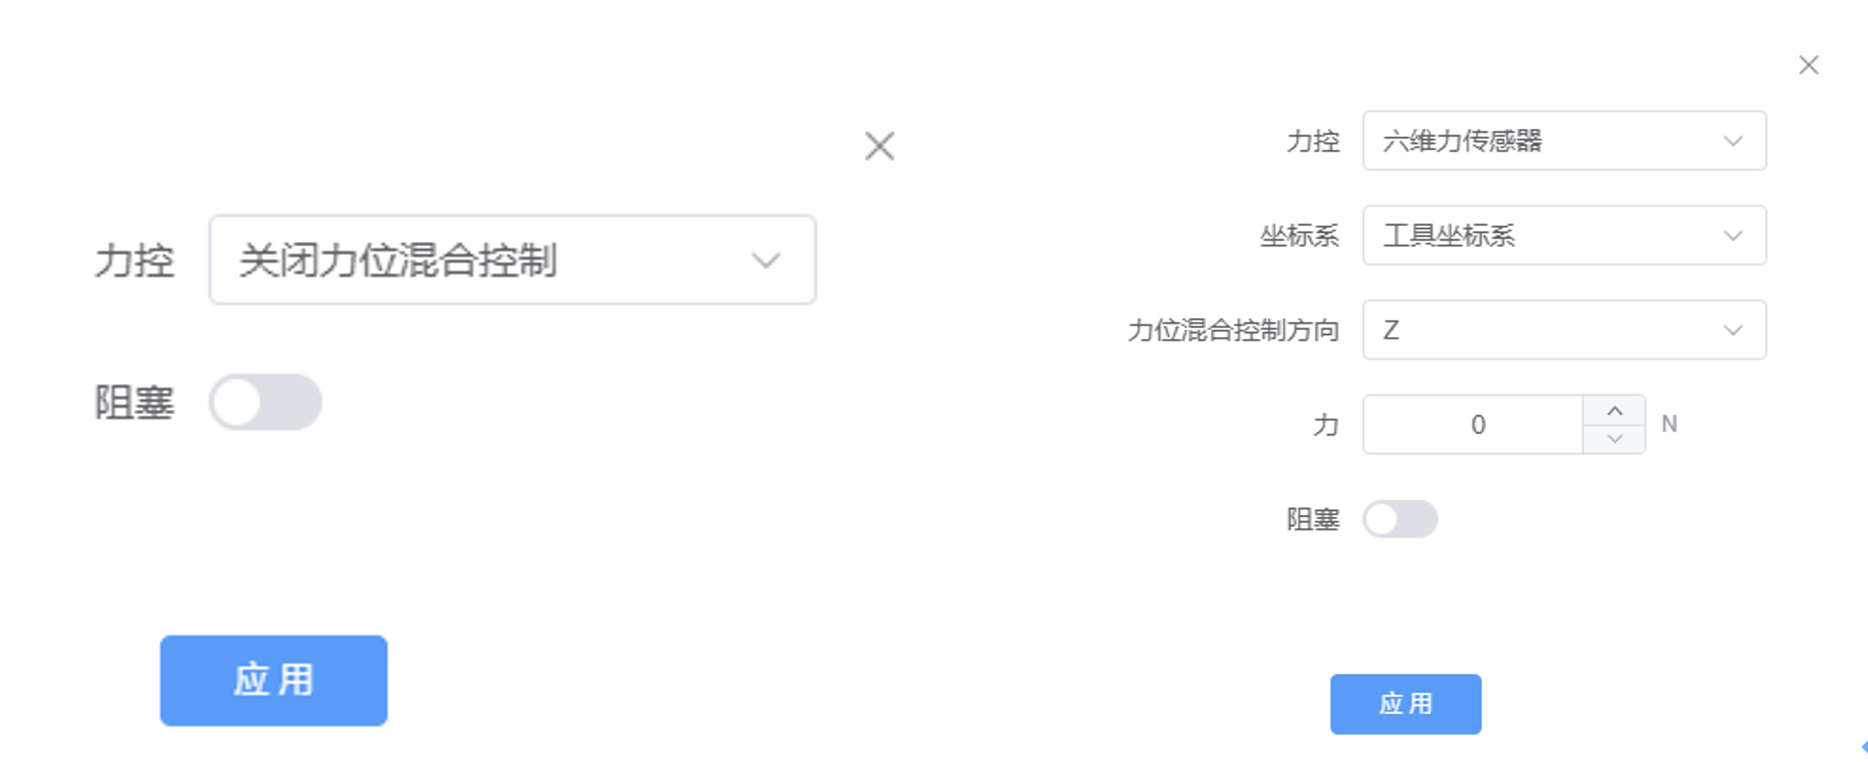 力控 关闭力位混合控制
阻塞
应用
力控 六维力传感器
坐标系 工具坐标系
力位混合控制方向 Z
力 0 N
阻塞
应用